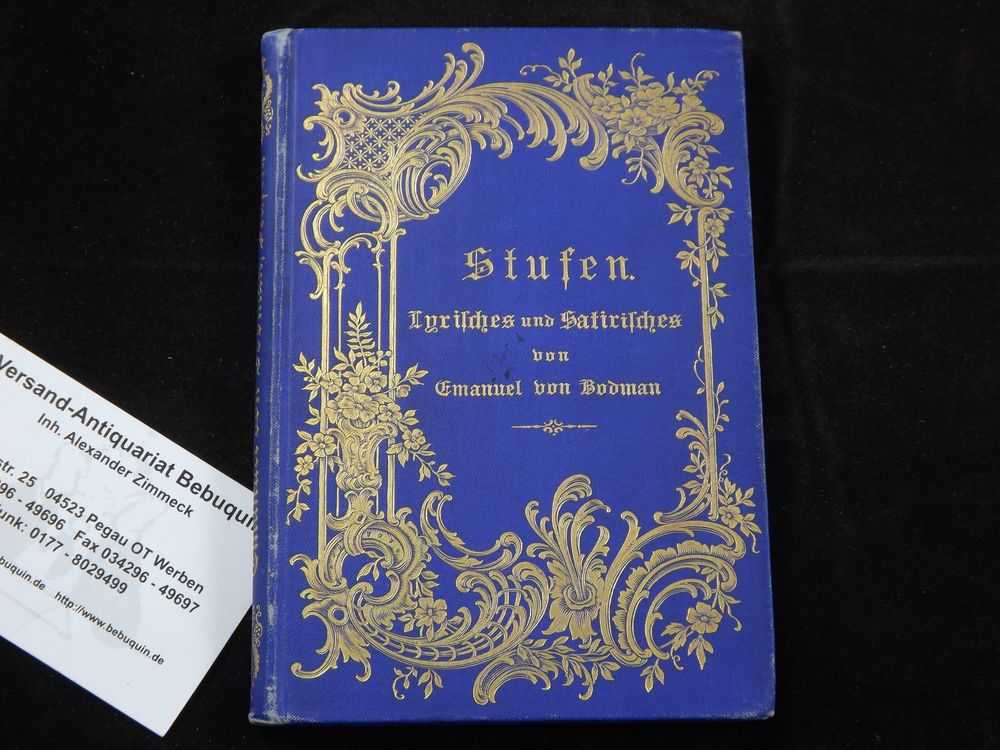 Stufen.
Lyrisches und Satirisches
von
Emanuel von Bodman
Versand-Antiquariat Bebuquin
Inh. Alexander Zimmeck
str. 25 04523 Pegau OT Werben
96 - 49696 Fax 034296 - 49697
unk: 0177 - 8029499
buquin.de http://www.bebuquin.de